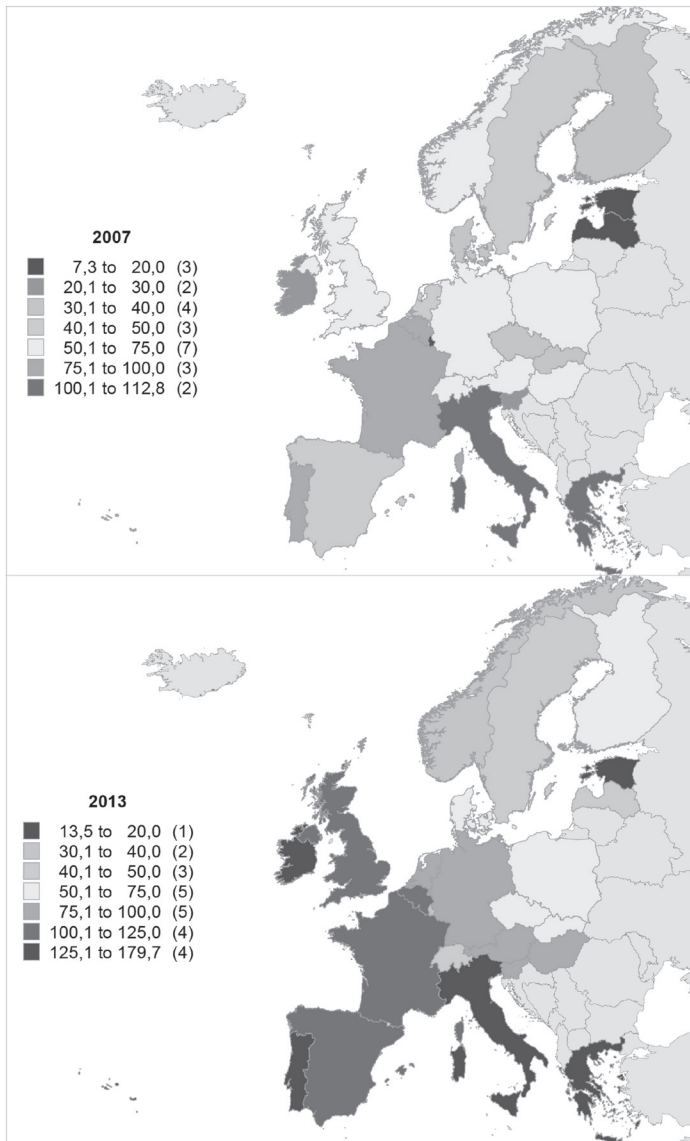 2007
7,3 to 20,0 (3)
20,1 to 30,0 (2)
30,1 to 40,0 (4)
40,1 to 50,0 (3)
50,1 to 75,0 (7)
75,1 to 100,0 (3)
100,1 to 112,8 (2)
2013
13,5 to 20,0 (1)
30,1 to 40,0 (2)
40,1 to 50,0 (3)
50,1 to 75,0 (5)
75,1 to 100,0 (5)
100,1 to 125,0 (4)
125,1 to 179,7 (4)